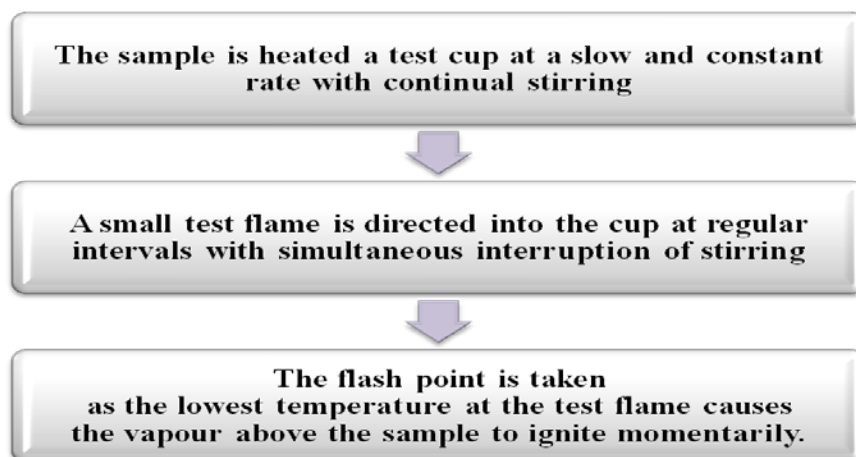 The sample is heated a test cup at a slow and constant
rate with continual stirring
A small test flame is directed into the cup at regular
intervals with simultaneous interruption of stirring
The flash point is taken
as the lowest temperature at the test flame causes
the vapour above the sample to ignite momentarily.